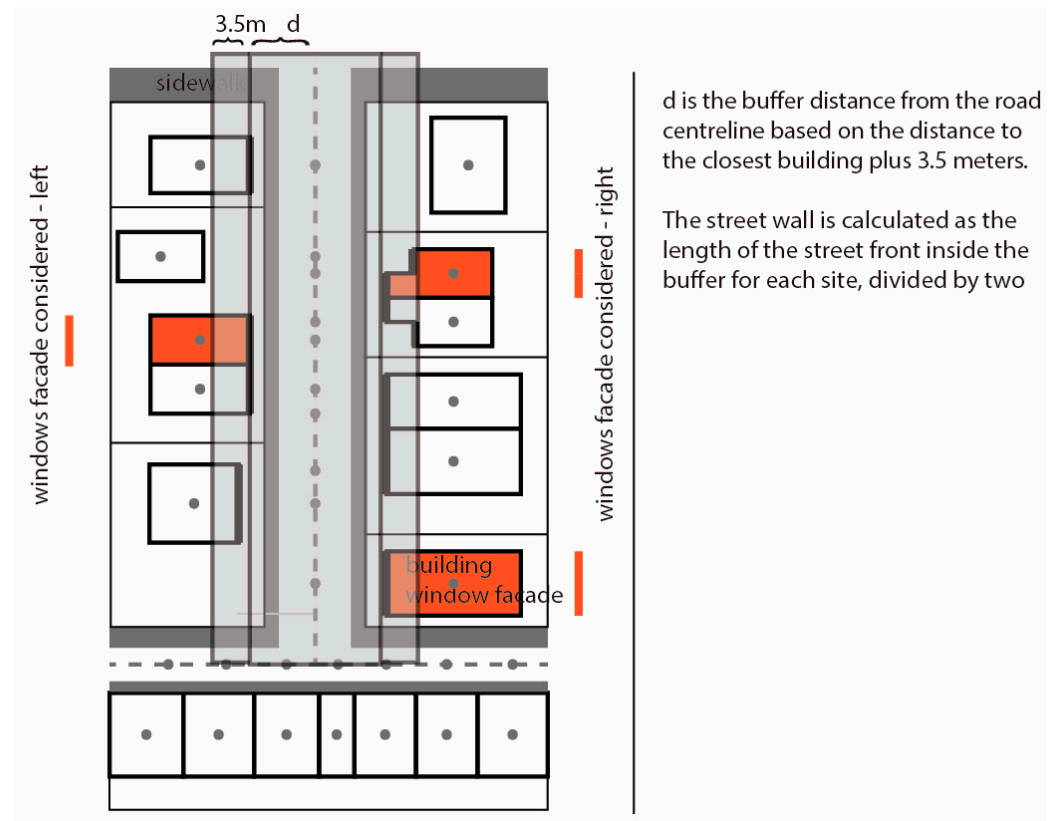 3.5m d
sidewalk
windows facade considered - left
windows facade considered - right
building
window façade
d is the buffer distance from the road
centreline based on the distance to
the closest building plus 3.5 meters.
The street wall is calculated as the
length of the street front inside the
buffer for each site, divided by two